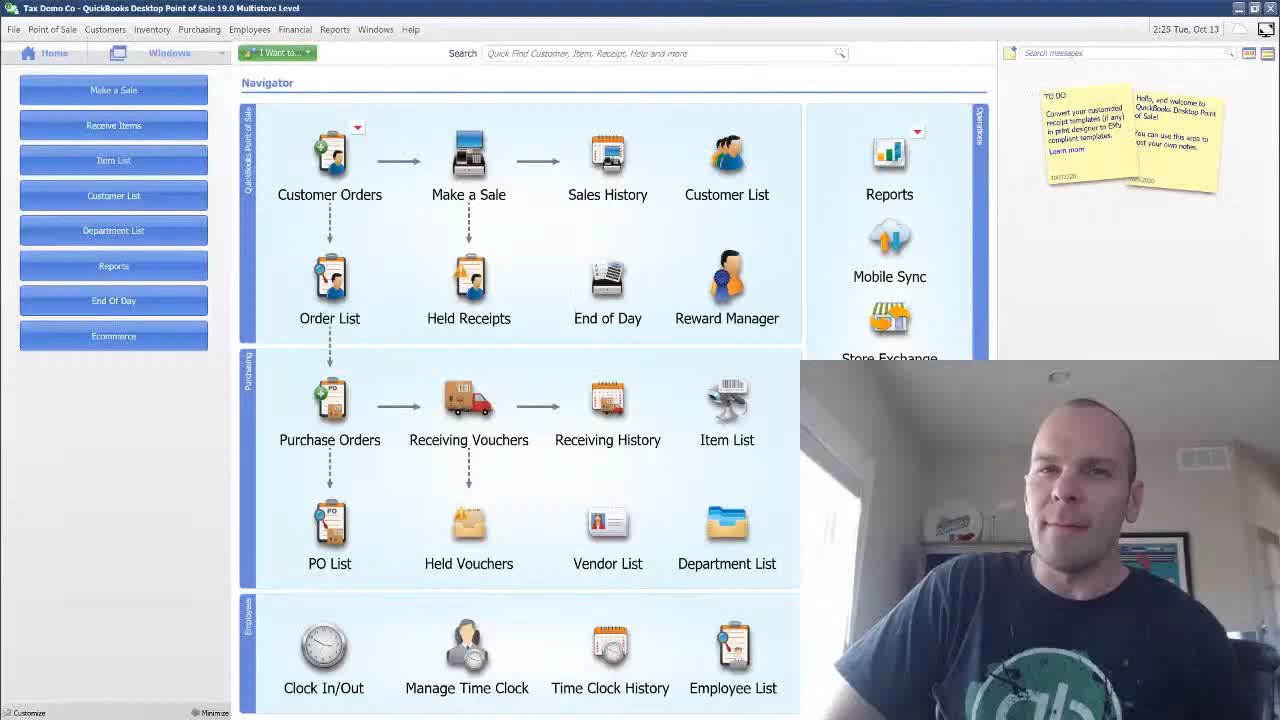 Tax Demo Co - QuickBooks Desktop Point of Sale 19.0 Multistore Level
File Point of Sale Customers Inventory Purchasing Employees Financial Reports Windows Help
2:25 Tue, Oct 13
Home Windows
I Want to...
Search Quick Find Customer, Item, Receipt, Help and more
Search messages
Make a Sale
Receive Items
Item List
Customer List
Department List
Reports
End Of Day
Ecommerce
Customize
Minimize
Navigator
QuickBooks Point of Sale
Customer Orders
Make a Sale
Sales History
Customer List
Order List
Held Receipts
End of Day
Reward Manager
Purchasing
Purchase Orders
Receiving Vouchers
Receiving History
Item List
PO List
Held Vouchers
Vendor List
Department List
Employees
Clock In/Out
Manage Time Clock
Time Clock History
Employee List
Operations
Reports
Mobile Sync
Store Exchange
TO DO:
Convert your customized
receipt templates (if any)
in print designer to EMV
compliant templates.
Learn more
Hello, and welcome to
QuickBooks Desktop Point
of Sale!
You can use this area to
post your own notes.
PO
PO